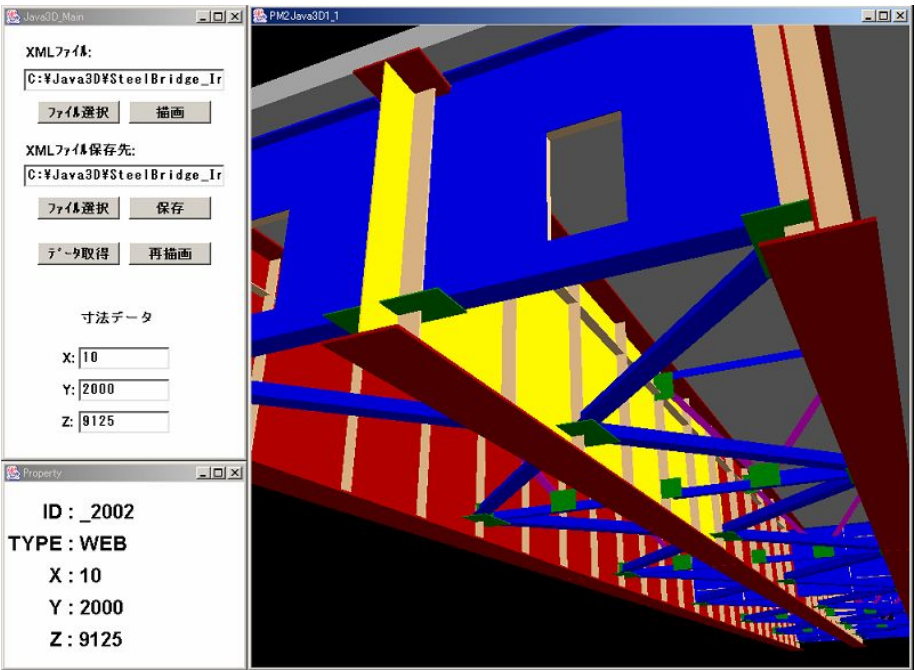 Java3D_Main
XMLファイル:
C:¥Java3D¥SteelBridge_Ir
ファイル選択 描画
XMLファイル保存先:
C:¥Java3D¥SteelBridge_Ir
ファイル選択 保存
データ取得 再描画
寸法データ
X: 10
Y: 2000
Z: 9125
Property
ID : _2002
TYPE : WEB
X : 10
Y : 2000
Z : 9125
PM2Java3D1_1